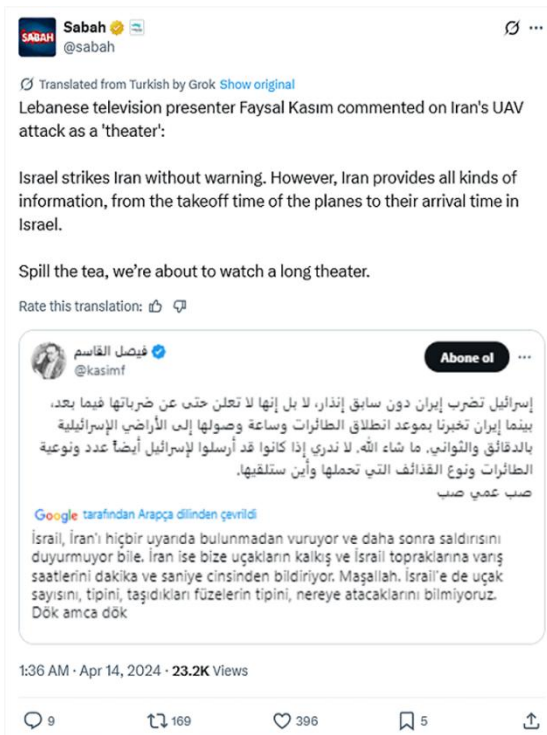 Sabah
SABAH
@sabah
Translated from Turkish by Grok Show original
Lebanese television presenter Faysal Kasım commented on Iran's UAV
attack as a 'theater':
Israel strikes Iran without warning. However, Iran provides all kinds of
information, from the takeoff time of the planes to their arrival time in
Israel.
Spill the tea, we're about to watch a long theater.
Rate this translation:
فيصل القاسم
@kasimf
Abone ol
إسرائيل تضرب إيران دون سابق إنذار، لا بل إنها لا تعلن حتى عن ضرباتها فيما بعد،
بينما إيران تخبرنا بموعد انطلاق الطائرات وساعة وصولها إلى الأراضي الإسرائيلية
بالدقائق والثواني. ما شاء الله. لا ندري إذا كانوا قد أرسلوا لإسرائيل أيضاً عدد ونوعية
الطائرات ونوع القذائف التي تحملها وأين ستلقيها.
صب عمي صب
Google tarafından Arapça dilinden çevrildi
İsrail, İran'ı hiçbir uyarıda bulunmadan vuruyor ve daha sonra saldırısını
duyurmuyor bile. İran ise bize uçakların kalkış ve İsrail topraklarına varış
saatlerini dakika ve saniye cinsinden bildiriyor. Maşallah. İsrail'e de uçak
sayısını, tipini, taşıdıkları füzelerin tipini, nereye atacaklarını bilmiyoruz.
Dök amca dök
1:36 AM · Apr 14, 2024 · 23.2K Views
9 169 396 5